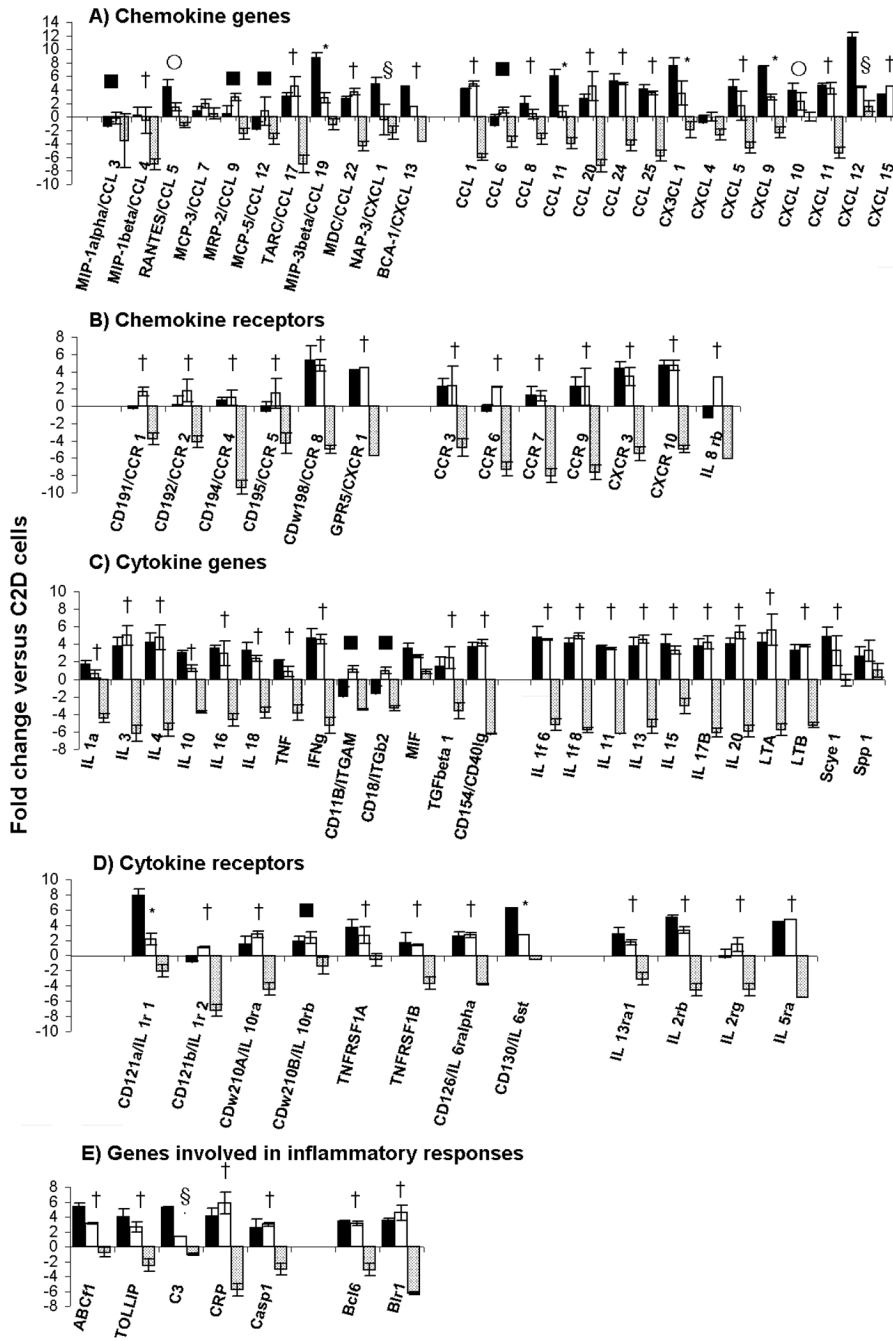 Fold change versus C2D cells
A) Chemokine genes
14
12
10
8
6
4
2
0
-2
-4
-6
-8
-10
■ † ○ ■ ■ † * † § † † ■ † * † † † * † * ○ † § †
MIP-1alpha/CCL 3
MIP-1beta/CCL 4
RANTES/CCL 5
MCP-3/CCL 7
MRP-2/CCL 9
MCP-5/CCL 12
TARC/CCL 17
MIP-3beta/CCL 19
MDC/CCL 22
NAP-3/CXCL 1
BCA-1/CXCL 13
CCL 1
CCL 6
CCL 8
CCL 11
CCL 20
CCL 24
CCL 25
CX3CL 1
CXCL 4
CXCL 5
CXCL 9
CXCL 10
CXCL 11
CXCL 12
CXCL 15
B) Chemokine receptors
8
6
4
2
0
-2
-4
-6
-8
-10
† † † † † † † † † † † † †
CD191/CCR 1
CD192/CCR 2
CD194/CCR 4
CD195/CCR 5
CDw198/CCR 8
GPR5/CXCR 1
CCR 3
CCR 6
CCR 7
CCR 9
CXCR 3
CXCR 10
IL 8 rb
C) Cytokine genes
10
8
6
4
2
0
-2
-4
-6
-8
† † † † † † † † ■ ■ † † † † † † † † † † † †
IL 1a
IL 3
IL 4
IL 10
IL 16
IL 18
TNF
IFNg
CD11B/ITGAM
CD18/ITGb2
MIF
TGFbeta 1
CD154/CD40lg
IL 1f 6
IL 1f 8
IL 11
IL 13
IL 15
IL 17B
IL 20
LTA
LTB
Scye 1
Spp 1
D) Cytokine receptors
10
8
6
4
2
0
-2
-4
-6
-8
-10
* † † ■ † † † * † † † †
CD121a/IL 1r 1
CD121b/IL 1r 2
CDw210A/IL 10ra
CDw210B/IL 10rb
TNFRSF1A
TNFRSF1B
CD126/IL 6ralpha
CD130/IL 6st
IL 13ra1
IL 2rb
IL 2rg
IL 5ra
E) Genes involved in inflammatory responses
8
6
4
2
0
-2
-4
-6
-8
† † § † † † †
ABCf1
TOLLIP
C3
CRP
Casp1
Bcl6
Blr1